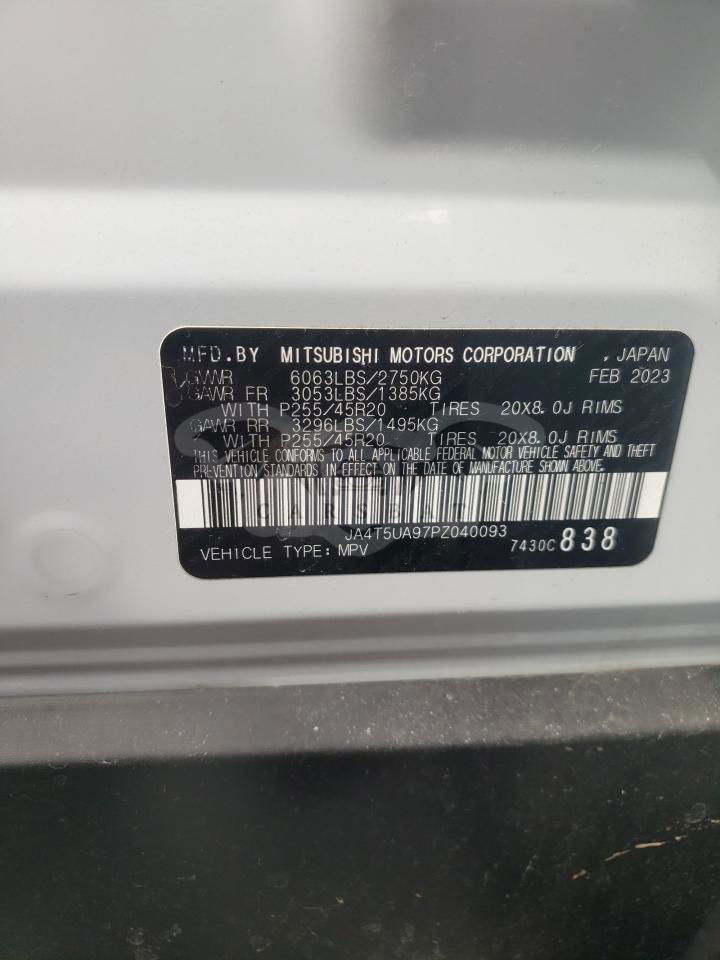 MFD.BY MITSUBISHI MOTORS CORPORATION , JAPAN
GVWR 6063LBS/2750KG FEB 2023
GAWR FR 3053LBS/1385KG
WITH P255/45R20 TIRES 20X8.0J RIMS
GAWR RR 3296LBS/1495KG
WITH P255/45R20 TIRES 20X8.0J RIMS
THIS VEHICLE CONFORMS TO ALL APPLICABLE FEDERAL MOTOR VEHICLE SAFETY AND THEFT
PREVENTION STANDARDS IN EFFECT ON THE DATE OF MANUFACTURE SHOWN ABOVE.
CARSBAT
JA4T5UA97PZ040093
VEHICLE TYPE: MPV 7430C 838